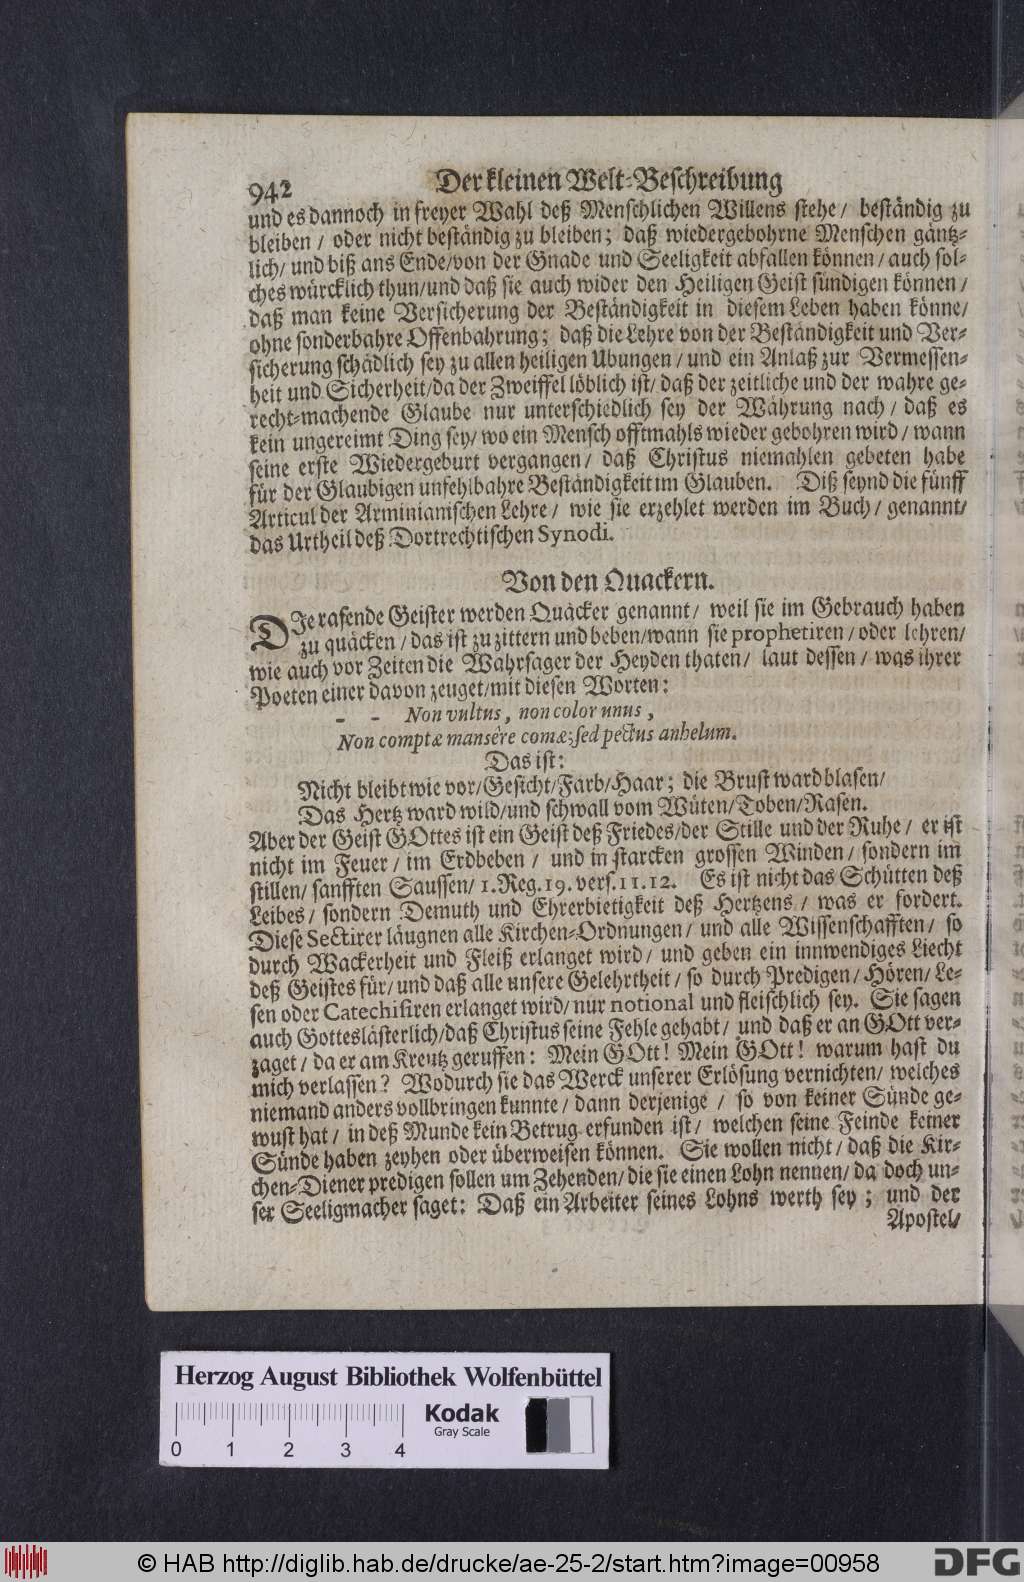 942 Der kleinen Welt-Beschreibung
und es dannoch in freyer Wahl deß Menschlichen Willens stehe / beständig zu
bleiben / oder nicht beständig zu bleiben; daß wiedergebohrne Menschen gäntz-
lich / und biß ans Ende / von der Gnade und Seeligkeit abfallen können / auch sol-
ches würcklich thun / und daß sie auch wider den Heiligen Geist sündigen können /
daß man keine Versicherung der Beständigkeit in diesem Leben haben könne /
ohne sonderbahre Offenbahrung; daß die Lehre von der Beständigkeit und Ver-
sicherung schädlich sey zu allen heiligen Ubungen / und ein Anlaß zur Vermessen-
heit und Sicherheit / da der Zweiffel löblich ist / daß der zeitliche und der wahre ge-
recht-machende Glaube nur unterschiedlich sey der Währung nach / daß es
kein ungereimt Ding sey / wo ein Mensch offtmahls wieder gebohren wird / wann
seine erste Wiedergeburt vergangen / daß Christus niemahlen gebeten habe
für der Glaubigen unfehlbahre Beständigkeit im Glauben. Diß seynd die fünff
Articul der Arminianischen Lehre / wie sie erzehlet werden im Buch / genannt /
das Urtheil deß Dortrechtischen Synodi.
Von den Quackern.
DJe rasende Geister werden Quäcker genannt / weil sie im Gebrauch haben
zu quäcken / das ist zu zittern und beben / wann sie prophetiren / oder lehren /
wie auch vor Zeiten die Wahrsager der Heyden thaten / laut dessen / was ihrer
Poeten einer davon zeuget / mit diesen Worten:
- - Non vultus, non color unus,
Non comptæ mansêre comæ; sed pectus anhelum.
Das ist:
Nicht bleibt wie vor / Gesicht / Farb / Haar; die Brust ward blasen /
Das Hertz ward wild / und schwall vom Wüten / Toben / Rasen.
Aber der Geist GOttes ist ein Geist deß Friedes / der Stille und der Ruhe / er ist
nicht im Feuer / im Erdbeben / und in starcken grossen Winden / sondern im
stillen / sanfften Saussen / 1. Reg. 19. vers. 11. 12. Es ist nicht das Schütten deß
Leibes / sondern Demuth und Ehrerbietigkeit deß Hertzens / was er fordert.
Diese Sectirer läugnen alle Kirchen-Ordnungen / und alle Wissenschafften / so
durch Wackerheit und Fleiß erlanget wird / und geben ein innwendiges Liecht
deß Geistes für / und daß alle unsere Gelehrtheit / so durch Predigen / Hören / Le-
sen oder Catechisiren erlanget wird / nur notional und fleischlich sey. Sie sagen
auch Gotteslästerlich / daß Christus seine Fehle gehabt / und daß er an GOtt ver-
zaget / da er am Kreutz geruffen: Mein GOtt! Mein GOtt! warum hast du
mich verlassen? Wodurch sie das Werck unserer Erlösung vernichten / welches
niemand anders vollbringen kunnte / dann derjenige / so von keiner Sünde ge-
wust hat / in deß Munde kein Betrug erfunden ist / welchen seine Feinde keiner
Sünde haben zeyhen oder überweisen können. Sie wollen nicht / daß die Kir-
chen-Diener predigen sollen um Zehenden / die sie einen Lohn nennen / da doch un-
ser Seeligmacher saget: Daß ein Arbeiter seines Lohns werth sey; und der
Apostel /
Herzog August Bibliothek Wolfenbüttel
Kodak
Gray Scale
0 1 2 3 4
© HAB http://diglib.hab.de/drucke/ae-25-2/start.htm?image=00958
DFG